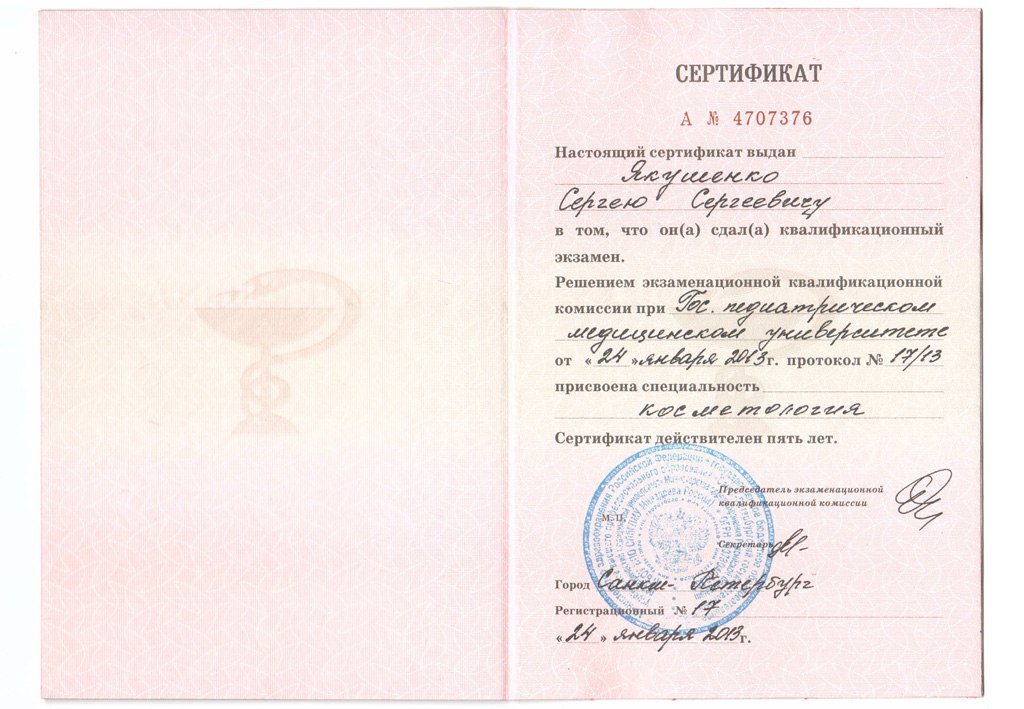 СЕРТИФИКАТ
А № 4707376
Настоящий сертификат выдан
Якушенко
Сергею Сергеевичу
в том, что он(а) сдал(а) квалификационный
экзамен.
Решением экзаменационной квалификационной
комиссии при Гос. педиатрическом
медицинском университете
от «24» января 2013г. протокол № 17/13
присвоена специальность
косметология
Сертификат действителен пять лет.
Председатель экзаменационной
квалификационной комиссии
М.П.
Секретарь
Город Санкт-Петербург
Регистрационный № 17
«24» января 2013г.